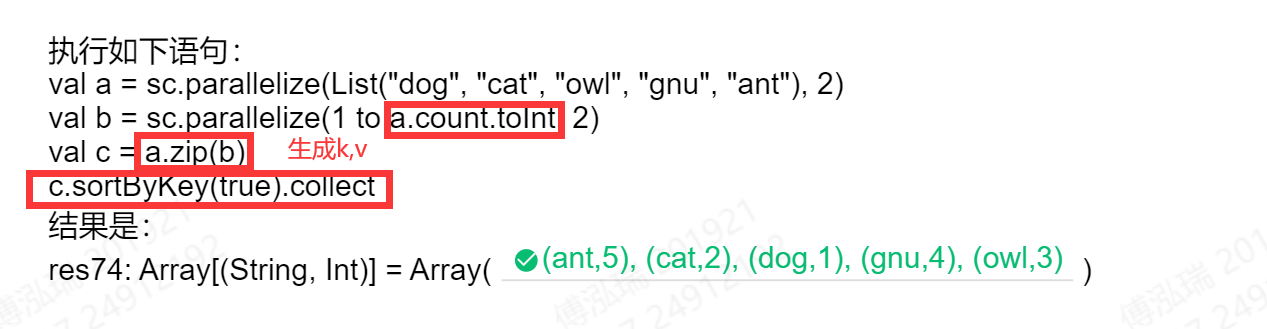 执行如下语句：
val a = sc.parallelize(List("dog", "cat", "owl", "gnu", "ant"), 2)
val b = sc.parallelize(1 to a.count.toInt, 2)
val c = a.zip(b) 生成k,v
c.sortByKey(true).collect
结果是：
res74: Array[(String, Int)] = Array( (ant,5), (cat,2), (dog,1), (gnu,4), (owl,3) )